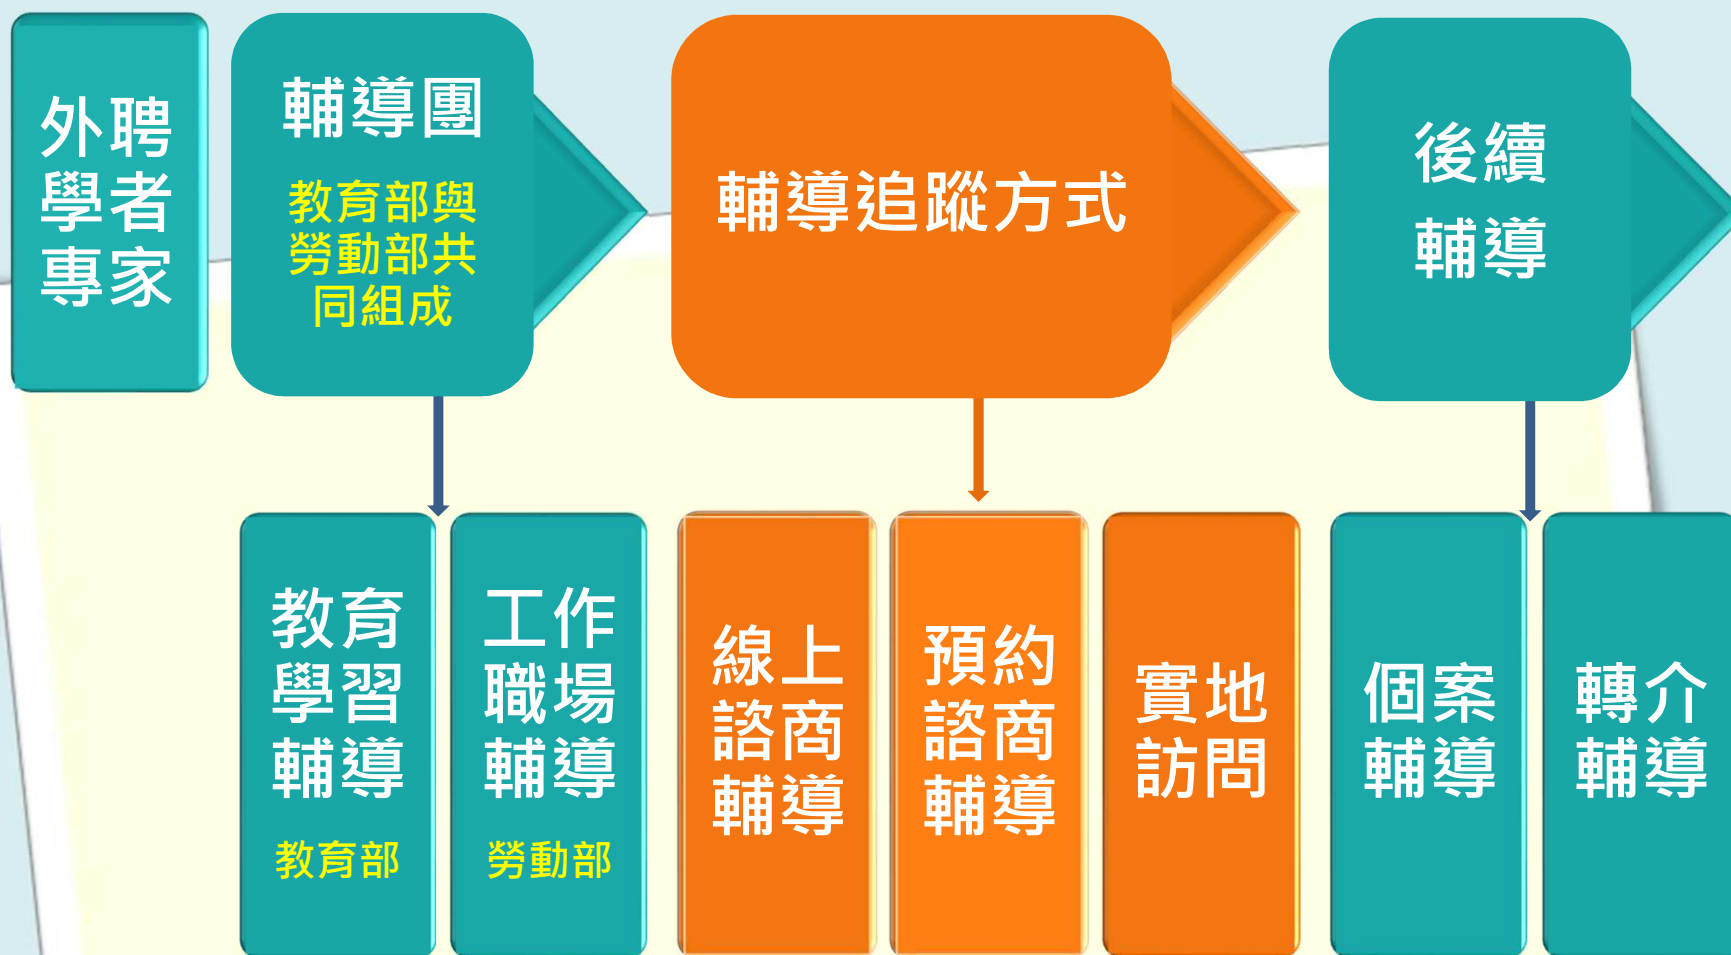 外聘
學者
專家
輔導團
教育部與
勞動部共
同組成
輔導追蹤方式
後續
輔導
教育
學習
輔導
教育部
工作
職場
輔導
勞動部
線上
諮商
輔導
預約
諮商
輔導
實地
訪問
個案
輔導
轉介
輔導